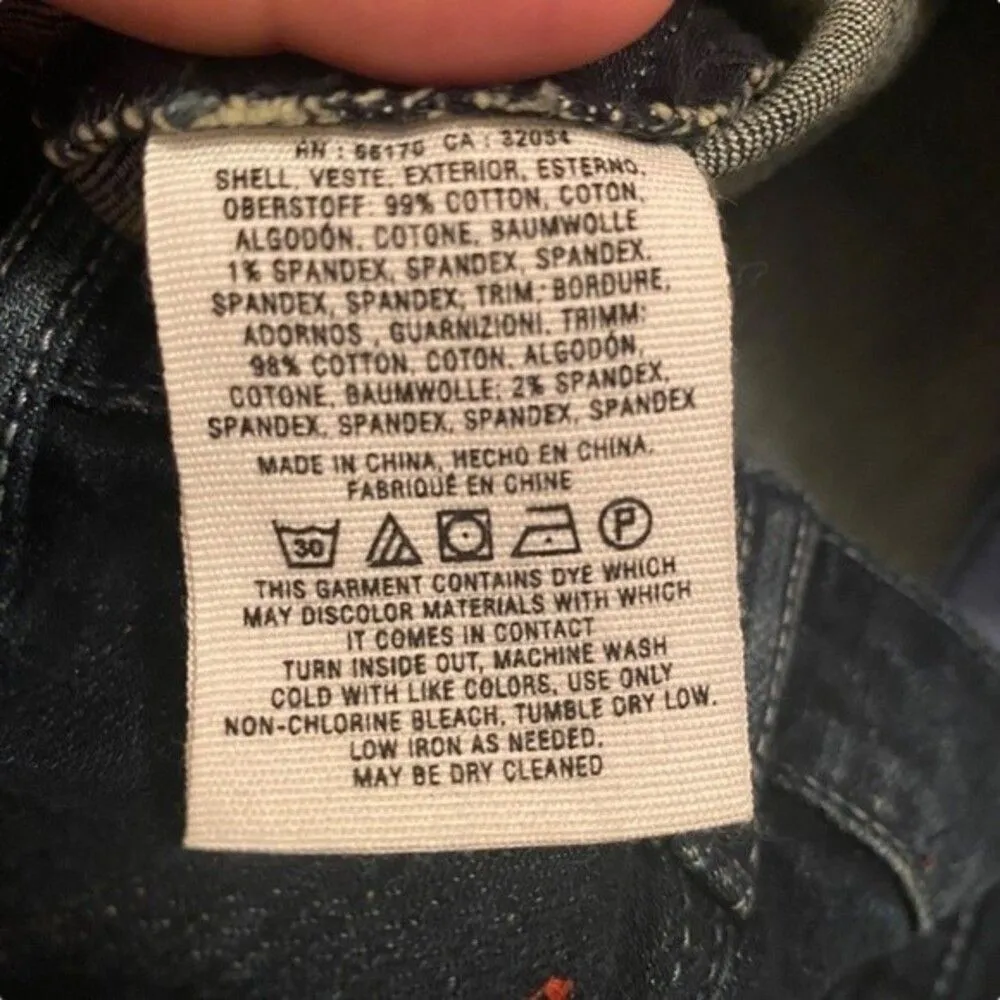 RN : 66170 CA : 32054
SHELL, VESTE, EXTERIOR, ESTERNO,
OBERSTOFF: 99% COTTON, COTON,
ALGODÓN, COTONE, BAUMWOLLE
1% SPANDEX, SPANDEX, SPANDEX,
SPANDEX, SPANDEX; TRIM: BORDURE,
ADORNOS , GUARNIZIONI, TRIMM:
98% COTTON, COTON, ALGODÓN,
COTONE, BAUMWOLLE; 2% SPANDEX,
SPANDEX, SPANDEX, SPANDEX, SPANDEX
MADE IN CHINA, HECHO EN CHINA,
FABRIQUÉ EN CHINE
30 P
THIS GARMENT CONTAINS DYE WHICH
MAY DISCOLOR MATERIALS WITH WHICH
IT COMES IN CONTACT
TURN INSIDE OUT, MACHINE WASH
COLD WITH LIKE COLORS, USE ONLY
NON-CHLORINE BLEACH, TUMBLE DRY LOW.
LOW IRON AS NEEDED.
MAY BE DRY CLEANED